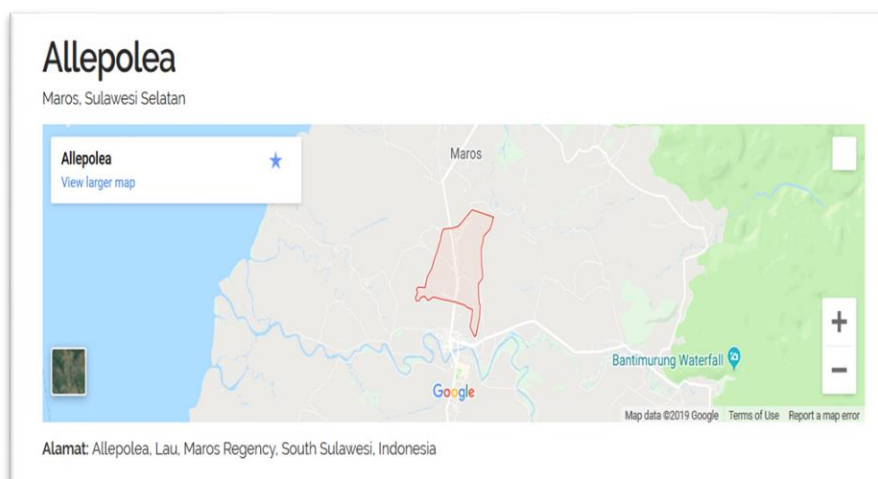 Allepolea
Maros, Sulawesi Selatan
Allepolea
View larger map
Maros
Bantimurung Waterfall
Google
Map data ©2019 Google Terms of Use Report a map error
Alamat: Allepolea, Lau, Maros Regency, South Sulawesi, Indonesia